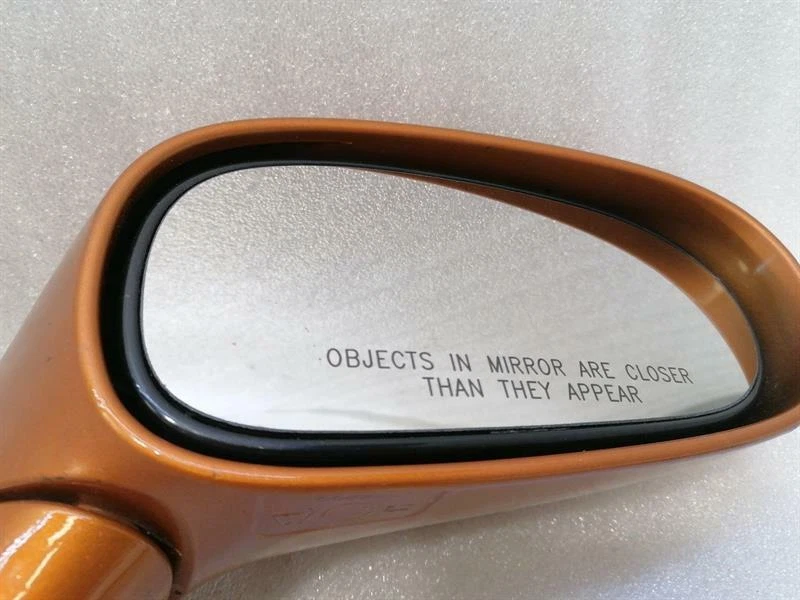 OBJECTS IN MIRROR ARE CLOSER
THAN THEY APPEAR